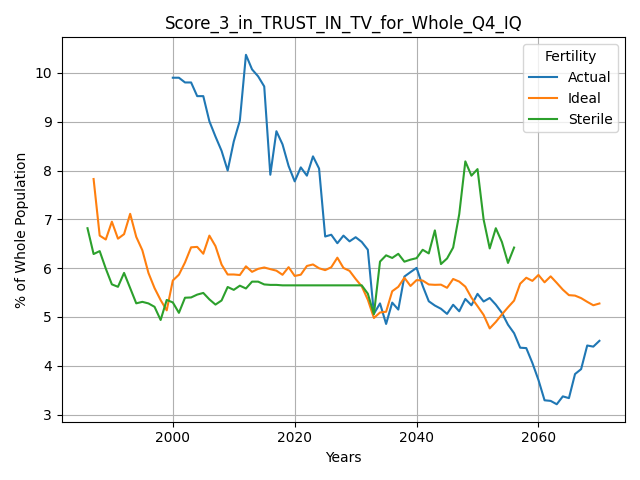 Score_3_in_TRUST_IN_TV_for_Whole_Q4_IQ
Fertility
Actual
Ideal
Sterile
% of Whole Population
10
9
8
7
6
5
4
3
2000
2020
2040
2060
Years